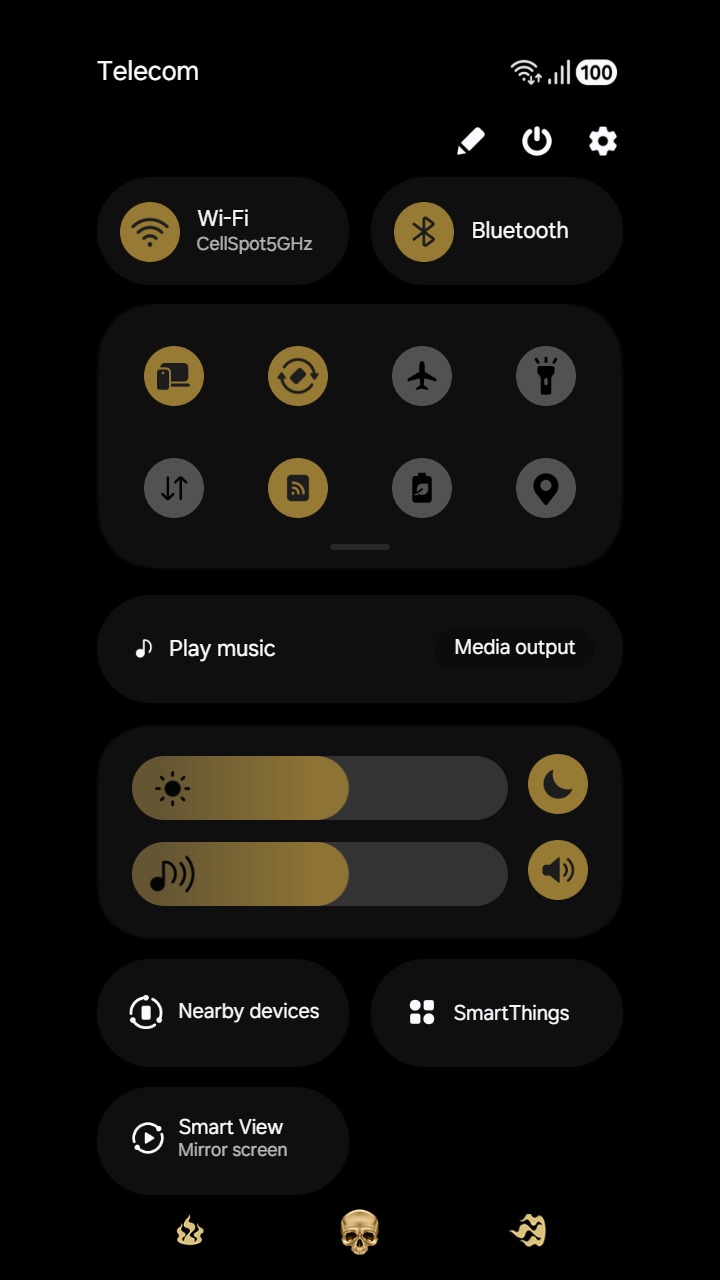 Telecom
100
Wi-Fi
CellSpot5GHz
Bluetooth
Play music
Media output
Nearby devices
SmartThings
Smart View
Mirror screen